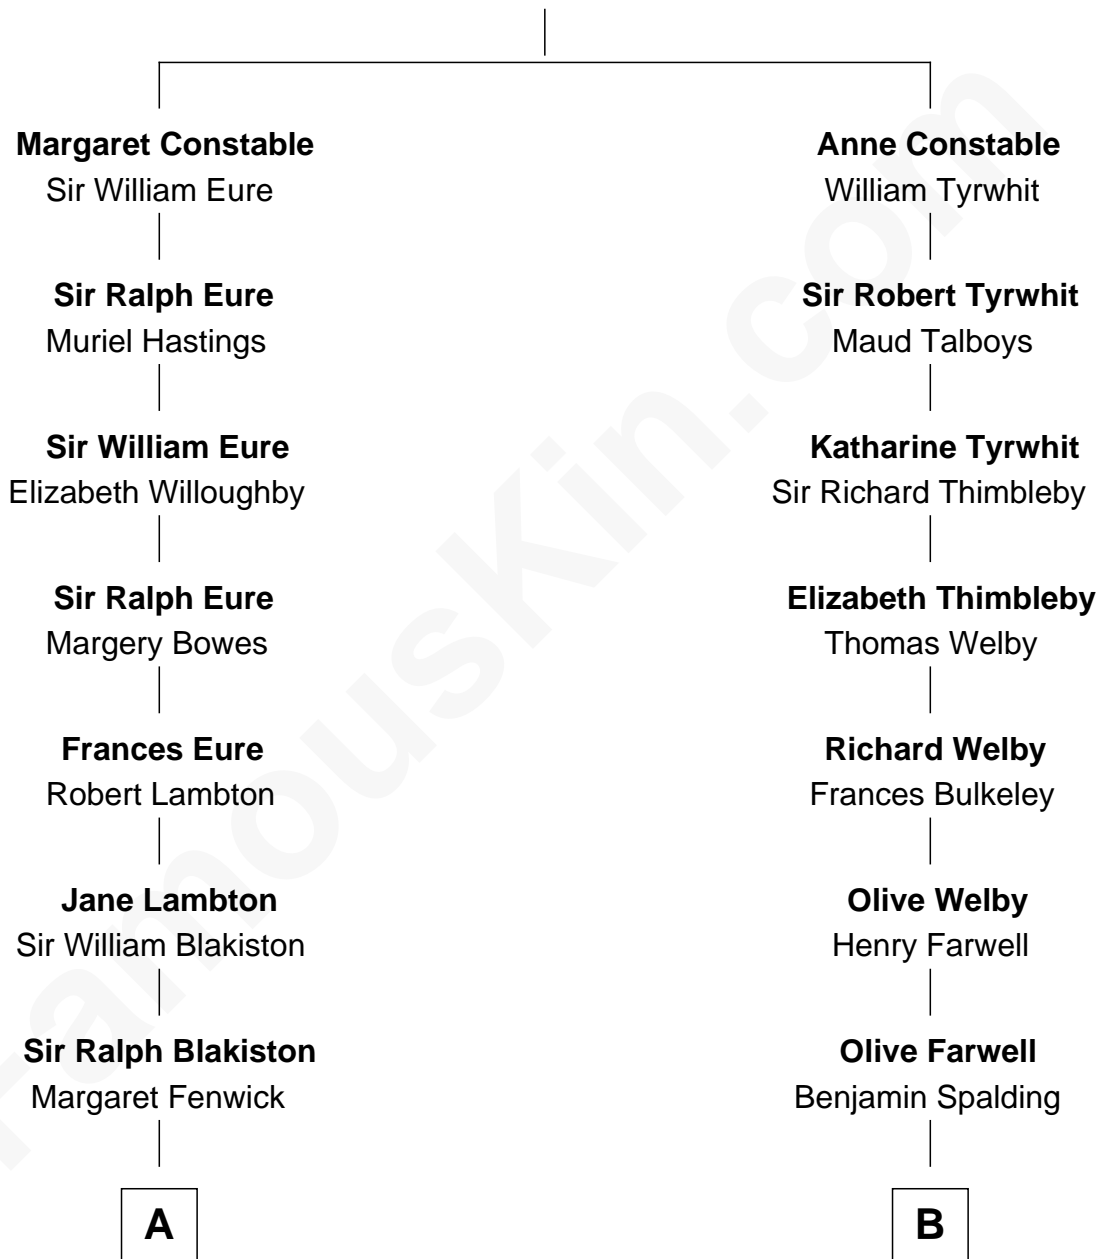 Margaret Constable
Sir William Eure
Sir Ralph Eure
Muriel Hastings
Sir William Eure
Elizabeth Willoughby
Sir Ralph Eure
Margery Bowes
Frances Eure
Robert Lambton
Jane Lambton
Sir William Blakiston
Sir Ralph Blakiston
Margaret Fenwick
A
Anne Constable
William Tyrwhit
Sir Robert Tyrwhit
Maud Talboys
Katharine Tyrwhit
Sir Richard Thimbleby
Elizabeth Thimbleby
Thomas Welby
Richard Welby
Frances Bulkeley
Olive Welby
Henry Farwell
Olive Farwell
Benjamin Spalding
B
FamousKin.com